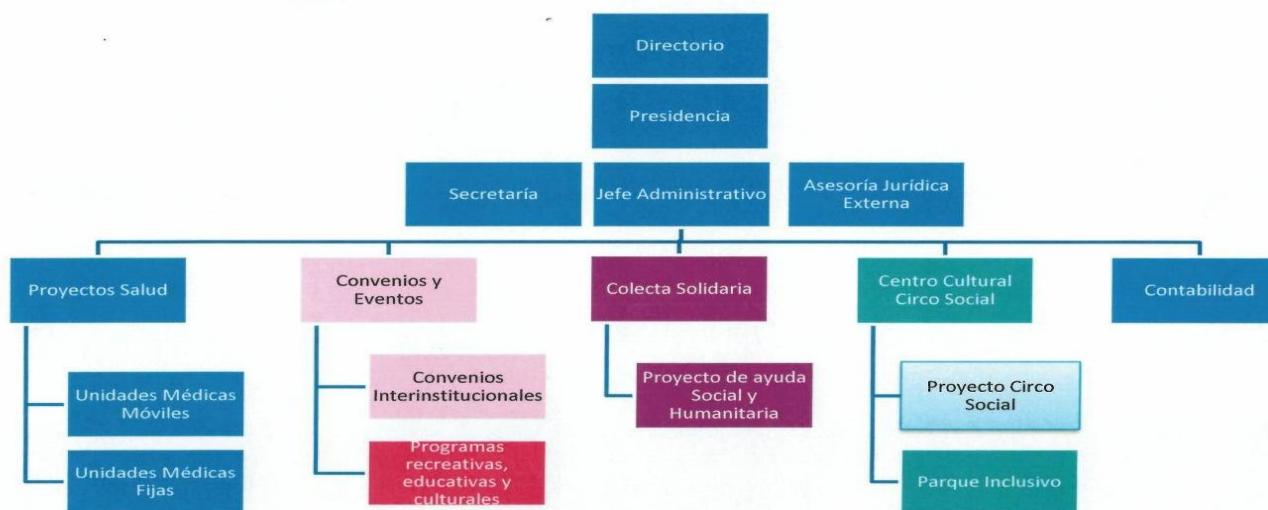 Directorio
Presidencia
Secretaría
Jefe Administrativo
Asesoría Jurídica
Externa
Proyectos Salud
Convenios y
Eventos
Colecta Solidaria
Centro Cultural
Circo Social
Contabilidad
Unidades Médicas
Móviles
Convenios
Interinstitucionales
Proyecto de ayuda
Social y
Humanitaria
Proyecto Circo
Social
Unidades Médicas
Fijas
Programas
recreativas,
educativas y
culturales
Parque Inclusivo